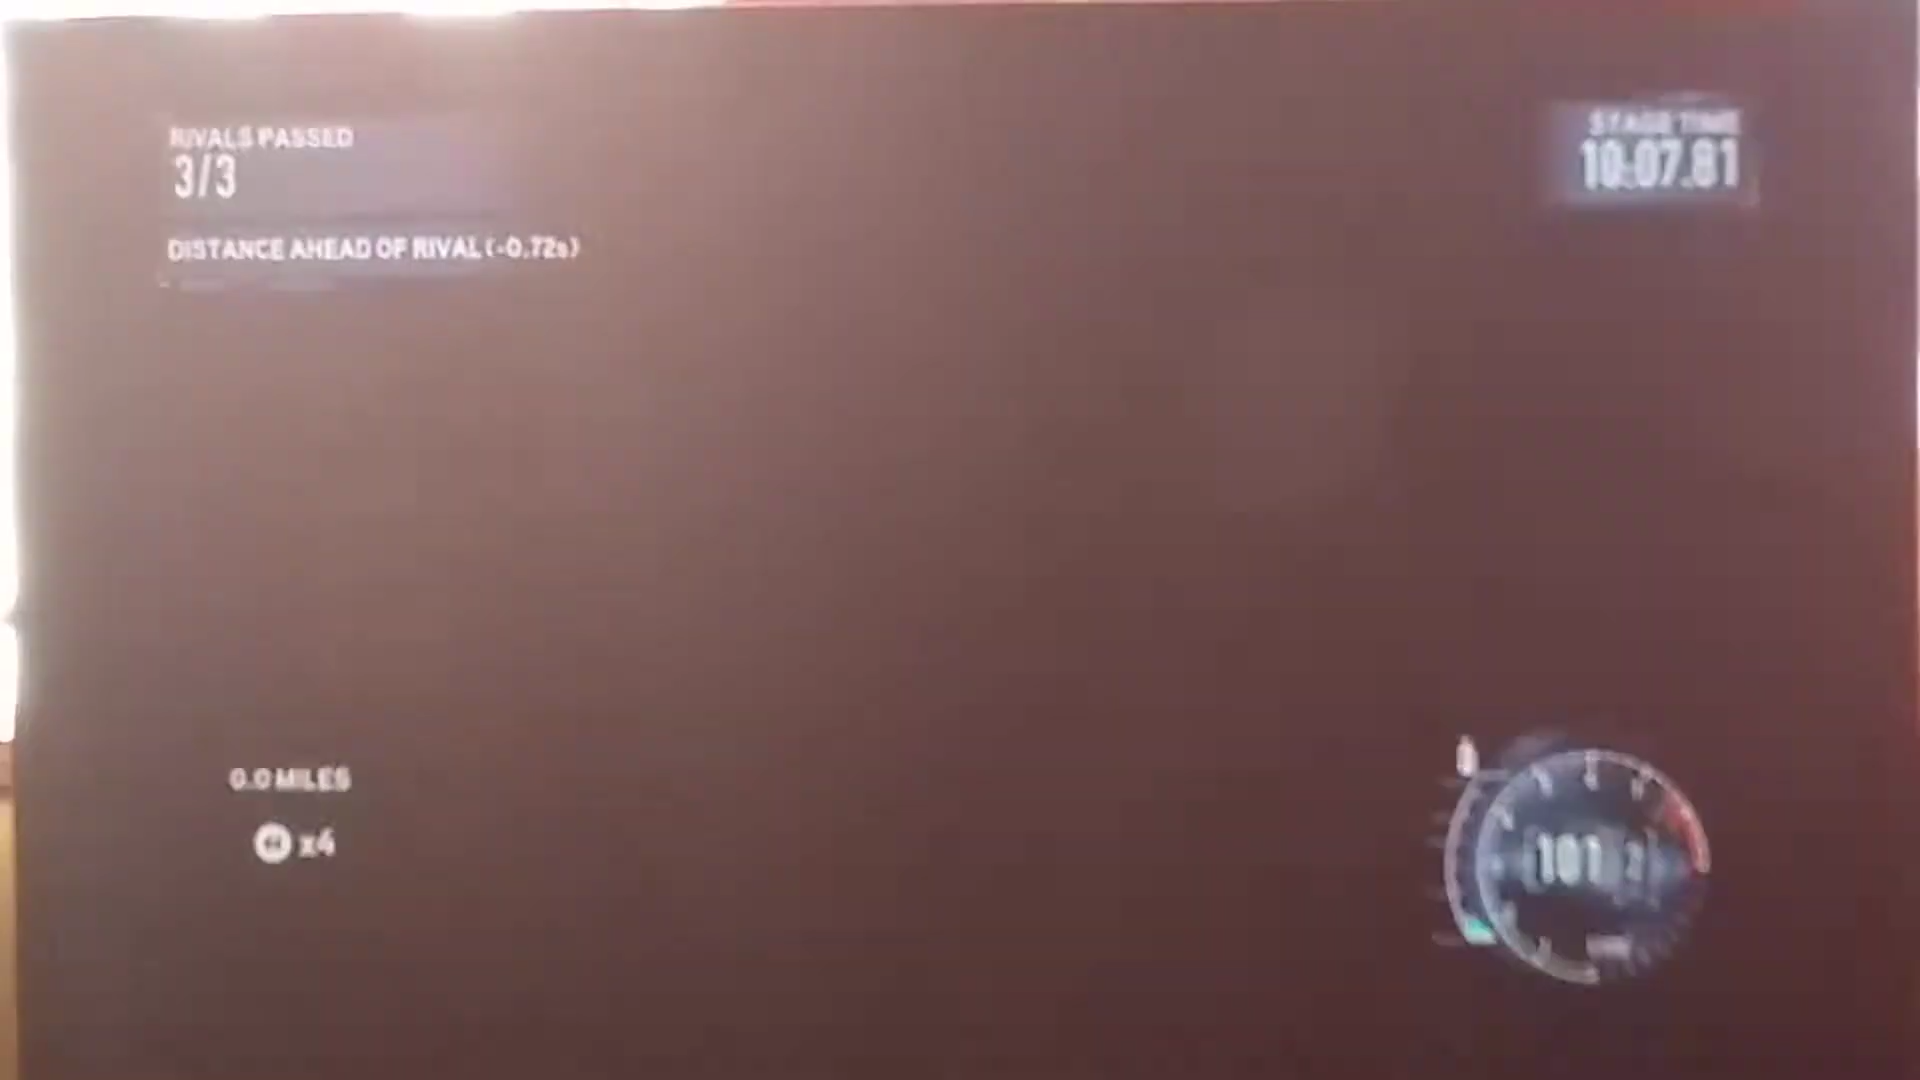 RIVALS PASSED
3/3
DISTANCE AHEAD OF RIVAL (-0.72s)
STAGE TIME
10:07.81
0.0 MILES
x4
101